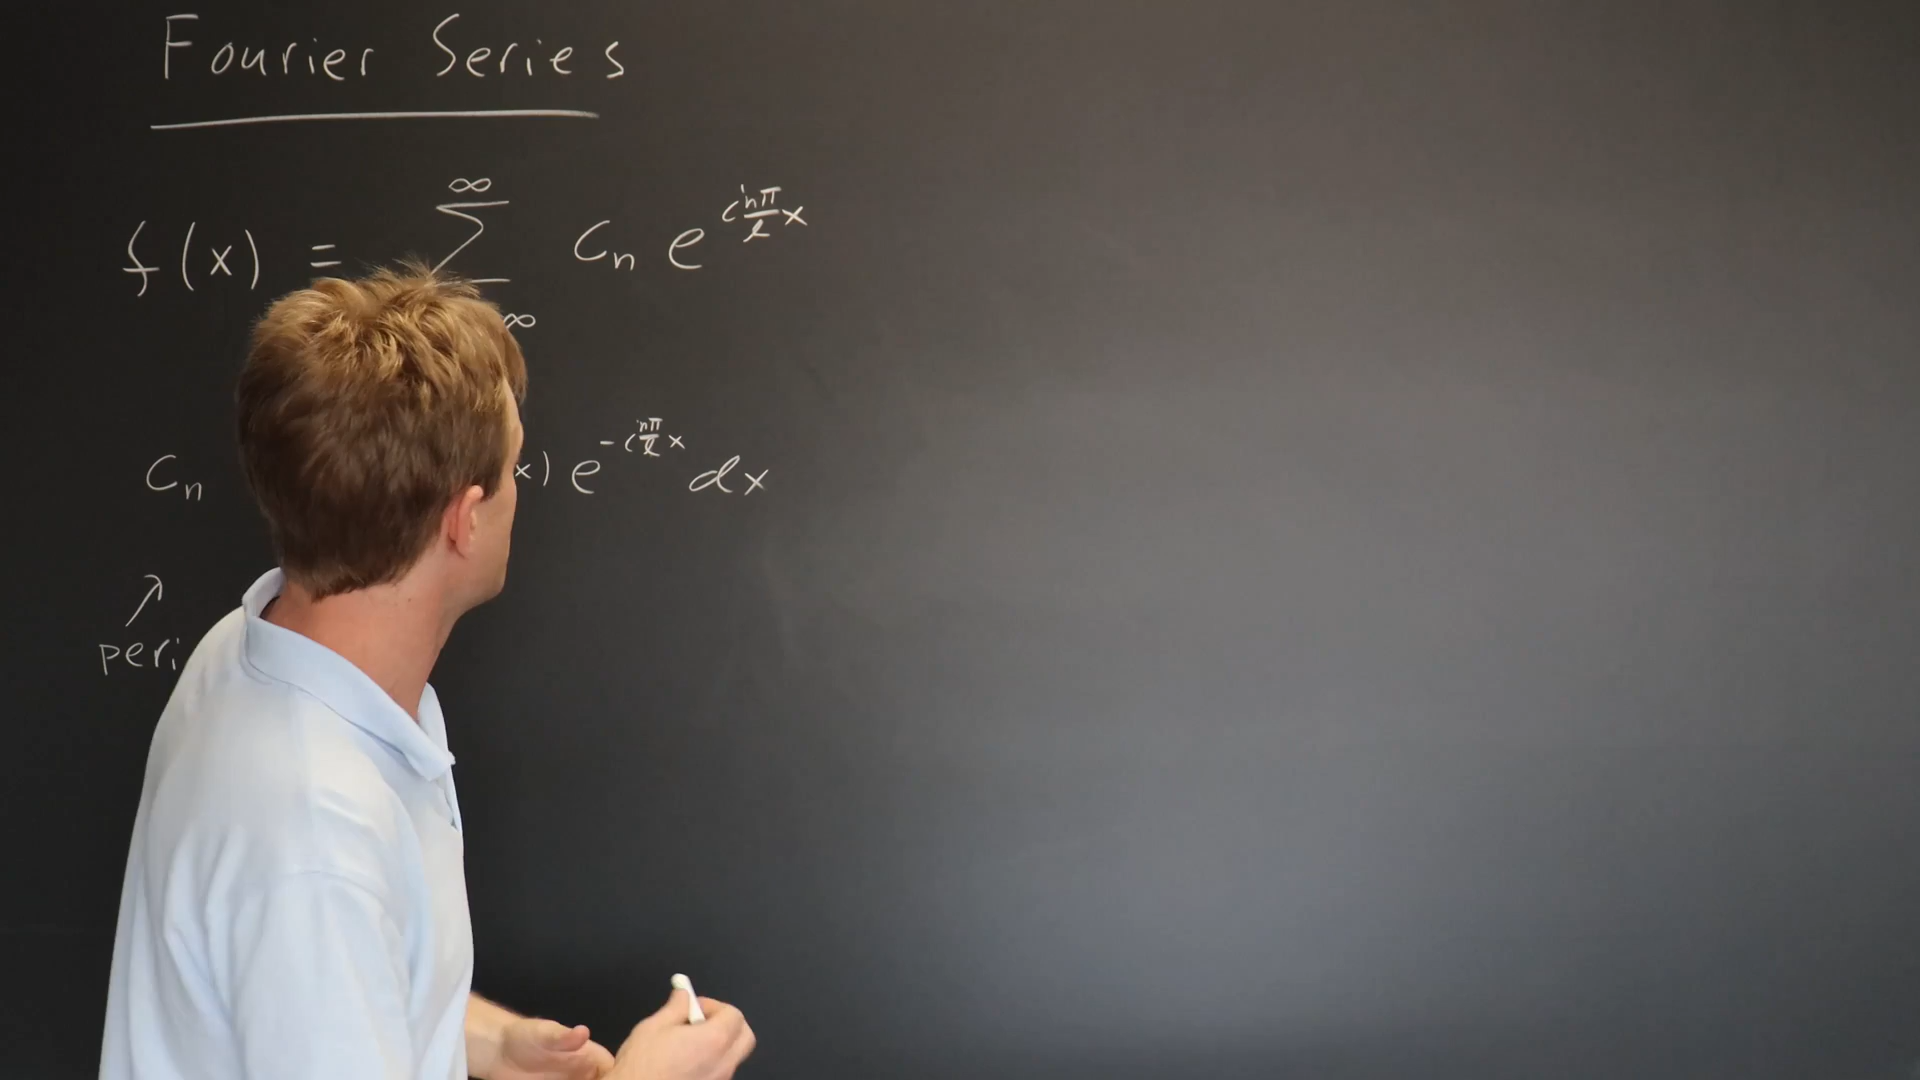 Fourier Series
f(x) = ∞ Σ ∞ cₙ e^{i nπ/ℓ x}
cₙ x) e^{-i nπ/ℓ x} dx
↗
peri